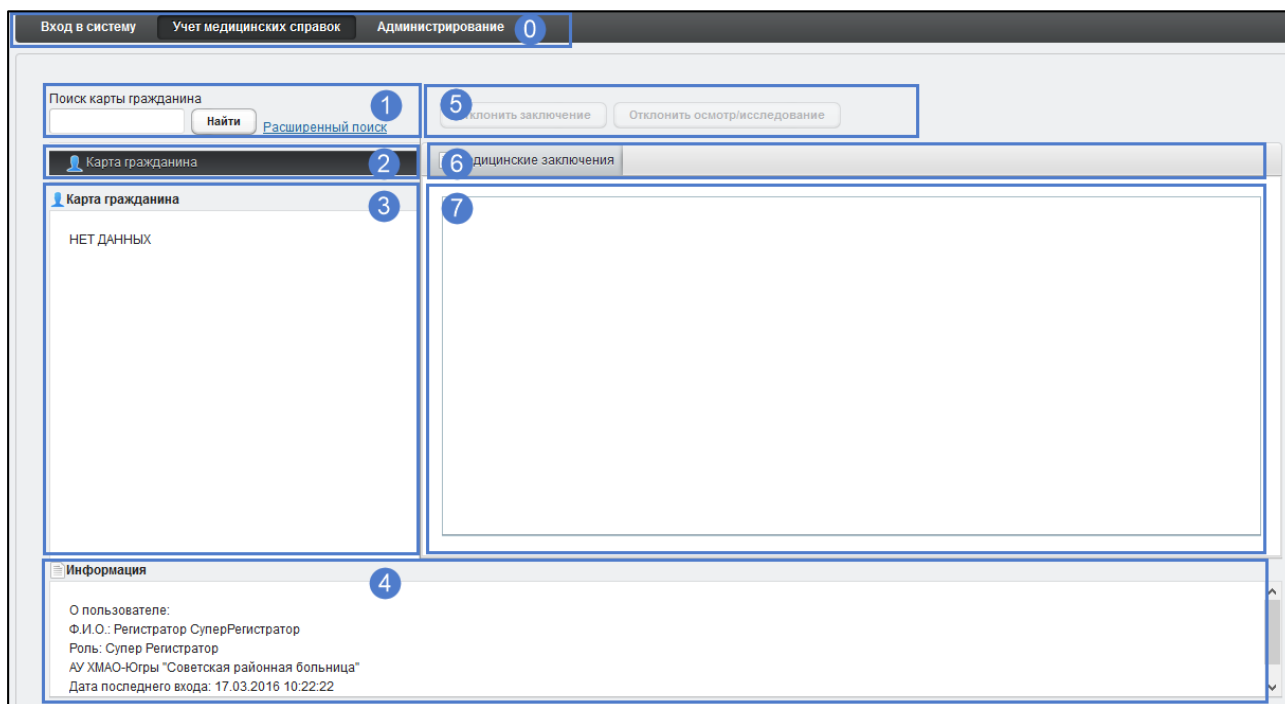 Вход в систему Учет медицинских справок Администрирование 0
Поиск карты гражданина 1
Найти Расширенный поиск
5 клонить заключение Отклонить осмотр/исследование
Карта гражданина 2
6 дицинские заключения
Карта гражданина 3
НЕТ ДАННЫХ
7
Информация
4
О пользователе:
Ф.И.О.: Регистратор СуперРегистратор
Роль: Супер Регистратор
АУ ХМАО-Югры "Советская районная больница"
Дата последнего входа: 17.03.2016 10:22:22